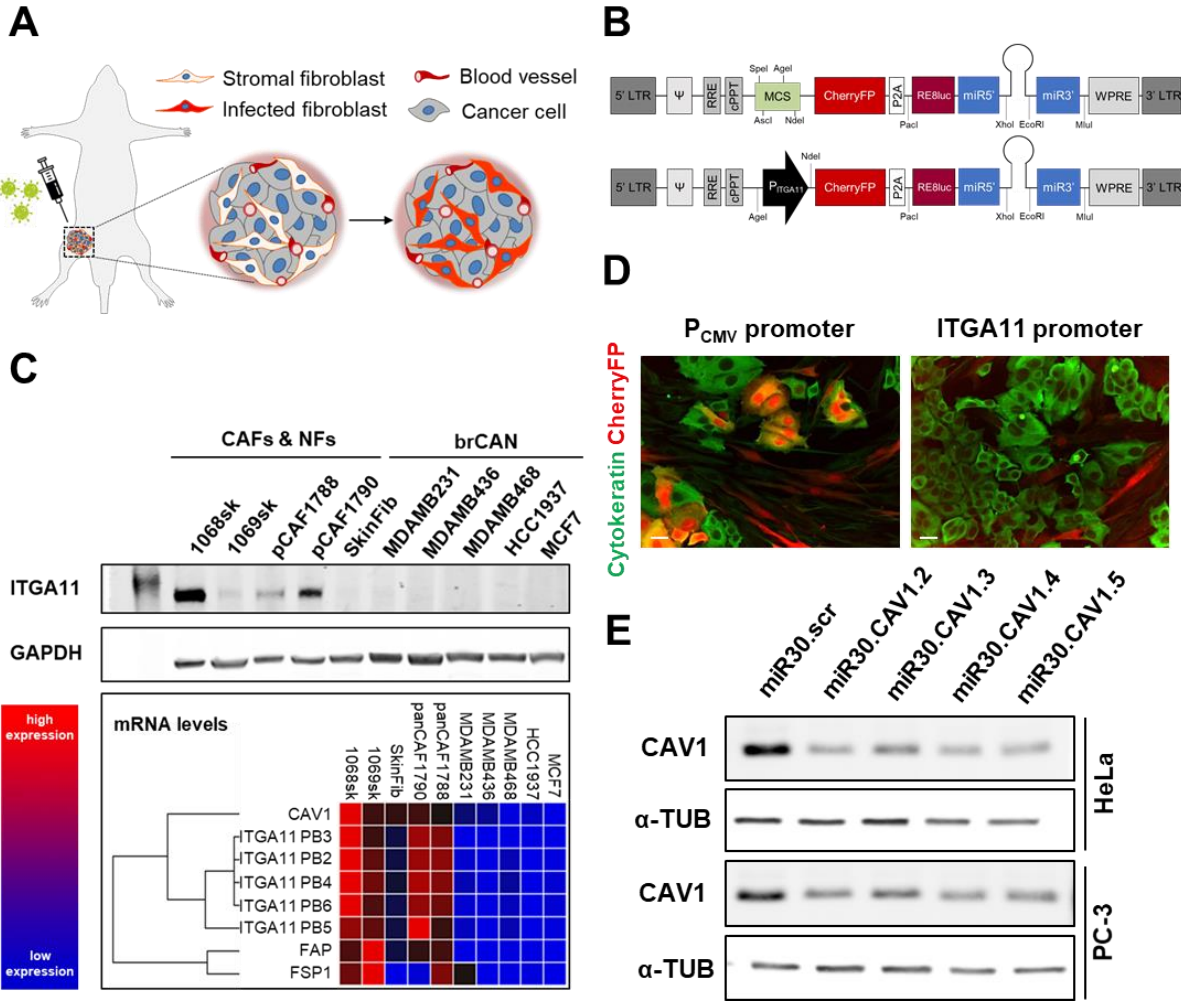 A
Stromal fibroblast
Blood vessel
Infected fibroblast
Cancer cell
B
SpeI AgeI
5' LTR Ψ RRE cPPT MCS CherryFP P2A RE8luc miR5' miR3' WPRE 3' LTR
AscI NdeI PacI XhoI EcoRI MluI
NdeI
5' LTR Ψ RRE cPPT PITGA11 CherryFP P2A RE8luc miR5' miR3' WPRE 3' LTR
AgeI PacI XhoI EcoRI MluI
C
CAFs & NFs
brCAN
1068sk
1069sk
pCAF1788
pCAF1790
SkinFib
MDAMB231
MDAMB436
MDAMB468
HCC1937
MCF7
ITGA11
GAPDH
high
expression
low
expression
mRNA levels
1068sk
1069sk
SkinFib
panCAF1790
panCAF1788
MDAMB231
MDAMB436
MDAMB468
HCC1937
MCF7
CAV1
ITGA11 PB3
ITGA11 PB2
ITGA11 PB4
ITGA11 PB6
ITGA11 PB5
FAP
FSP1
D
PCMV promoter
ITGA11 promoter
Cytokeratin CherryFP
E
miR30.scr
miR30.CAV1.2
miR30.CAV1.3
miR30.CAV1.4
miR30.CAV1.5
CAV1
α-TUB
HeLa
CAV1
α-TUB
PC-3